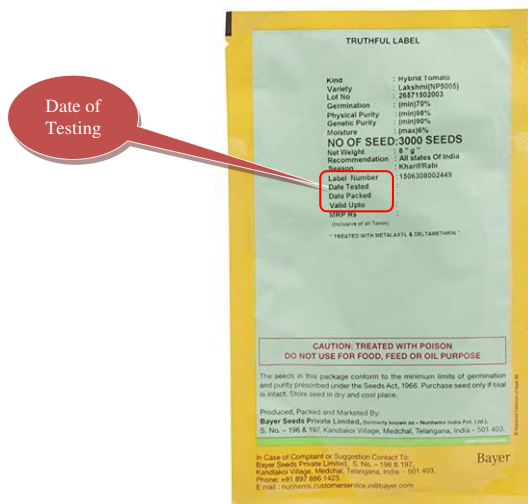 Date of
Testing
TRUTHFUL LABEL
Kind : Hybrid Tomato
Variety : Lakshmi(NP5005)
Lot No : 26571502003
Germination : (min)70%
Physical Purity : (min)98%
Genetic Purity : (min)90%
Moisture : (max)6%
NO OF SEED:3000 SEEDS
Net Weight : 8 " g "
Recommendation : All states Of India
Season : Kharif/Rabi
Label Number : 1506308002449
Date Tested :
Date Packed :
Valid Upto :
MRP Rs :
(Inclusive of all Taxes)
" TREATED WITH METALAXYL & DELTAMETHRIN "
CAUTION: TREATED WITH POISON
DO NOT USE FOR FOOD, FEED OR OIL PURPOSE
The seeds in this package conform to the minimum limits of germination
and purity prescribed under the Seeds Act, 1966. Purchase seed only if seal
is intact. Store seed in dry and cool place.
Produced, Packed and Marketed By:
Bayer Seeds Private Limited, (formerly known as - Nunhems India Pvt. Ltd.),
S. No. – 196 & 197, Kandlakoi Village, Medchal, Telangana, India - 501 403.
In Case of Complaint or Suggestion Contact To:
Bayer Seeds Private Limited, S. No. – 196 & 197,
Kandlakoi Village, Medchal, Telangana, India - 501 403.
Phone: +91 897 886 1423.
E mail : nunhems.customerservice.in@bayer.com
Bayer